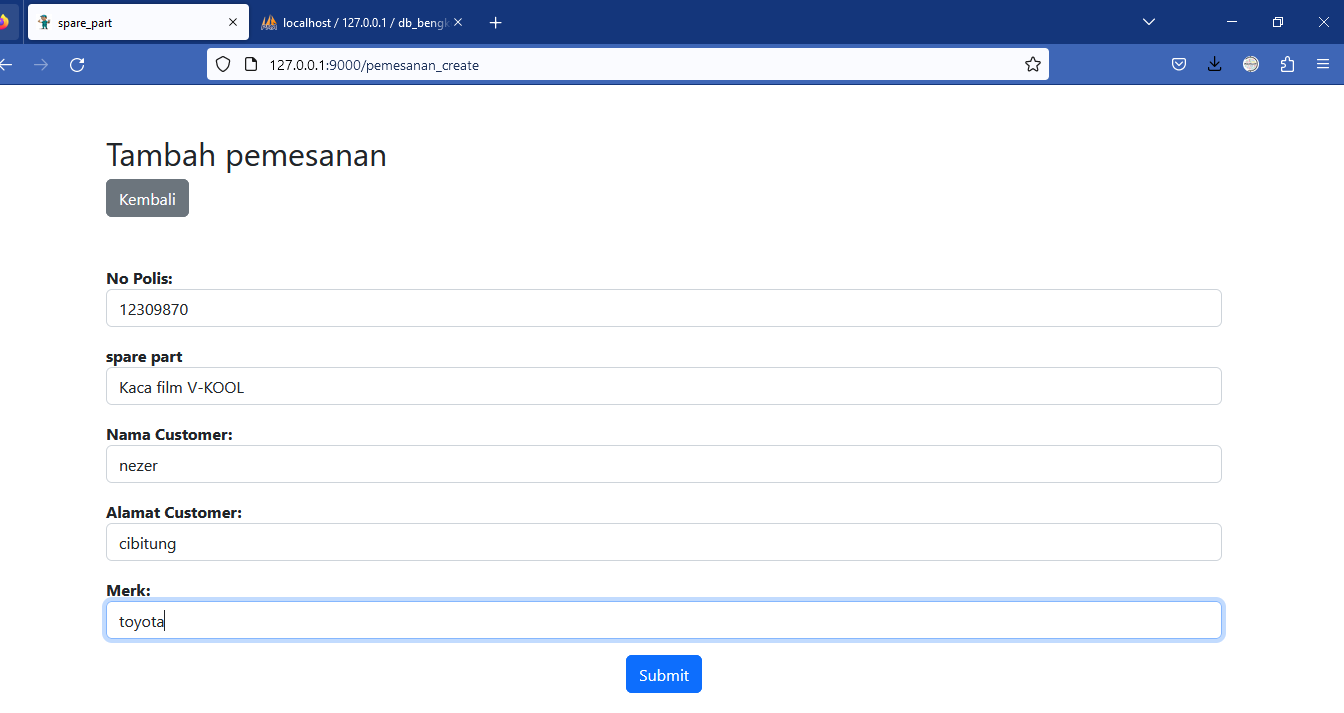 spare_part
localhost / 127.0.0.1 / db_bengk
127.0.0.1:9000/pemesanan_create
Tambah pemesanan
Kembali
No Polis:
12309870
spare part
Kaca film V-KOOL
Nama Customer:
nezer
Alamat Customer:
cibitung
Merk:
toyota
Submit